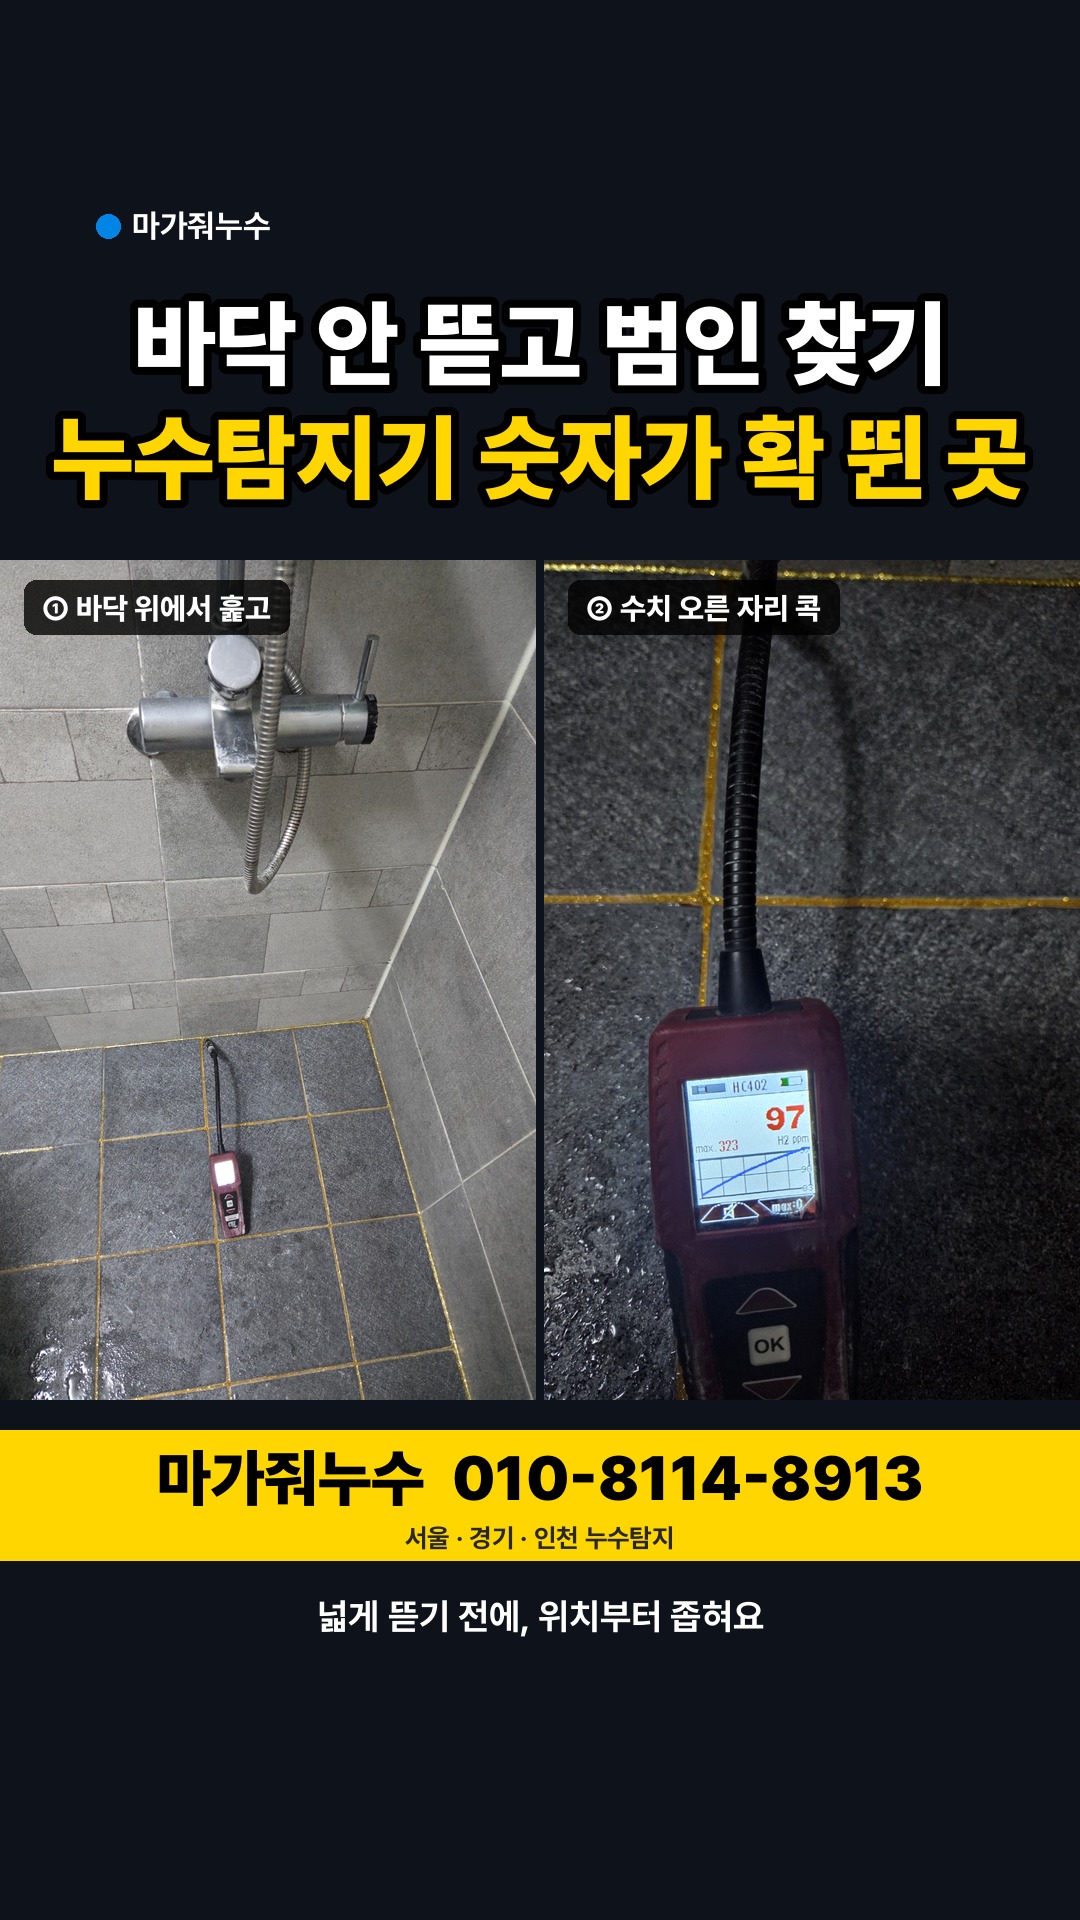 마가줘누수
바닥 안 뜯고 범인 찾기
누수탐지기 숫자가 확 뛴 곳
① 바닥 위에서 훑고
② 수치 오른 자리 콕
HC402
97
max. 323 H2 ppm
max:0
OK
마가줘누수 010-8114-8913
서울 · 경기 · 인천 누수탐지
넓게 뜯기 전에, 위치부터 좁혀요